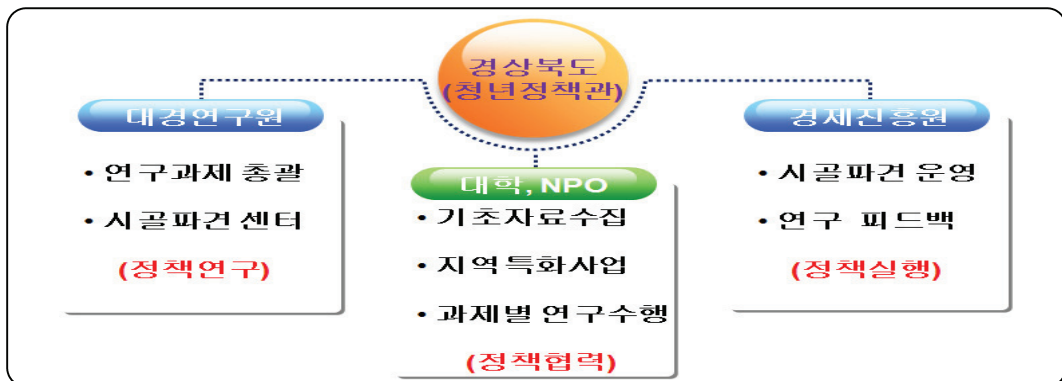 경상북도
(청년정책관)
대경연구원
• 연구과제 총괄
• 시골파견 센터
(정책연구)
대학, NPO
• 기초자료수집
• 지역특화사업
• 과제별 연구수행
(정책협력)
경제진흥원
• 시골파견 운영
• 연구 피드백
(정책실행)